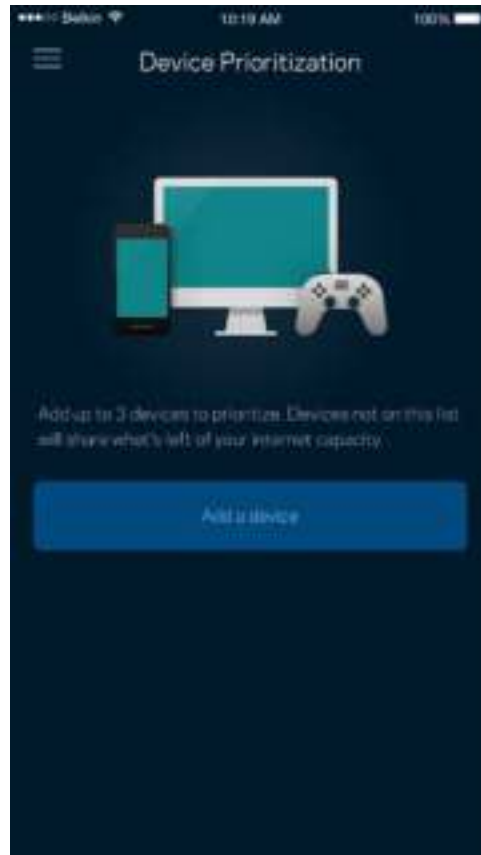 Belkin 10:19 AM 100%
Device Prioritization
Add up to 3 devices to prioritize. Devices not on this list
will share what's left of your internet capacity.
Add a device